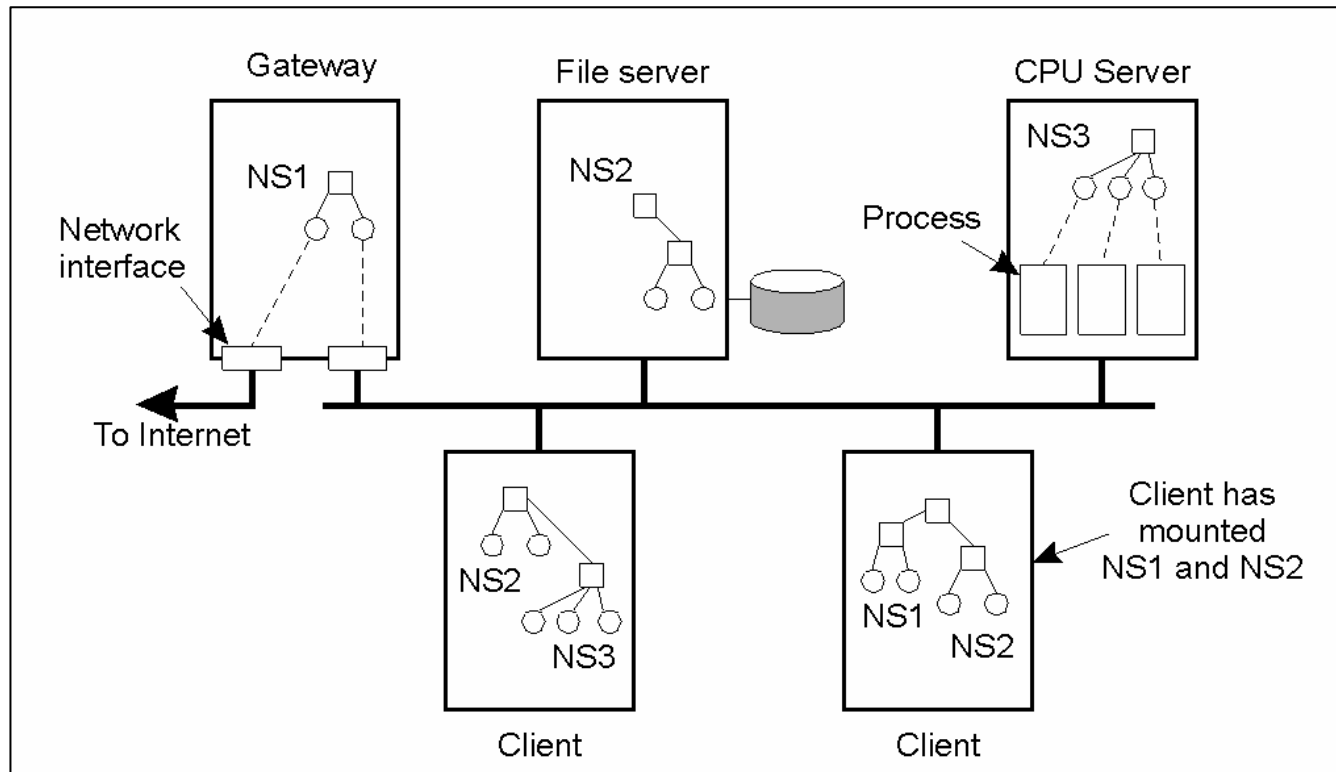 Gateway
File server
CPU Server
NS1
NS2
NS3
Network
interface
Process
To Internet
NS2
NS3
NS1
NS2
Client has
mounted
NS1 and NS2
Client
Client